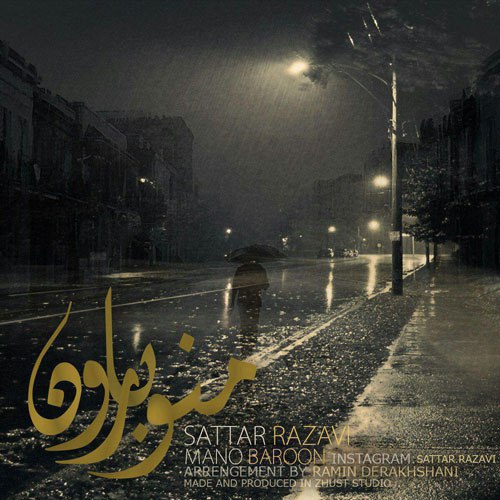 منو بارون
SATTAR RAZAVI
MANO BAROON INSTAGRAM: SATTAR.RAZAVI
ARRENGEMENT BY RAMIN DERAKHSHANI
MADE AND PRODUCED IN ZHUST STUDIO